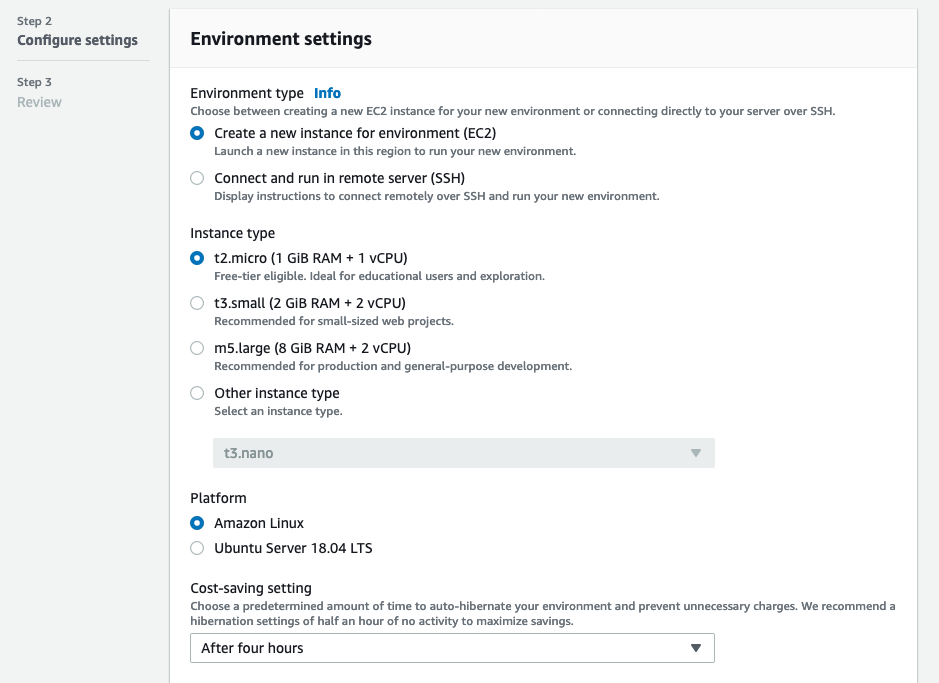 Step 2
Configure settings
Step 3
Review
Environment settings
Environment type Info
Choose between creating a new EC2 instance for your new environment or connecting directly to your server over SSH.
Create a new instance for environment (EC2)
Launch a new instance in this region to run your new environment.
Connect and run in remote server (SSH)
Display instructions to connect remotely over SSH and run your new environment.
Instance type
t2.micro (1 GiB RAM + 1 vCPU)
Free-tier eligible. Ideal for educational users and exploration.
t3.small (2 GiB RAM + 2 vCPU)
Recommended for small-sized web projects.
m5.large (8 GiB RAM + 2 vCPU)
Recommended for production and general-purpose development.
Other instance type
Select an instance type.
t3.nano
Platform
Amazon Linux
Ubuntu Server 18.04 LTS
Cost-saving setting
Choose a predetermined amount of time to auto-hibernate your environment and prevent unnecessary charges. We recommend a
hibernation settings of half an hour of no activity to maximize savings.
After four hours